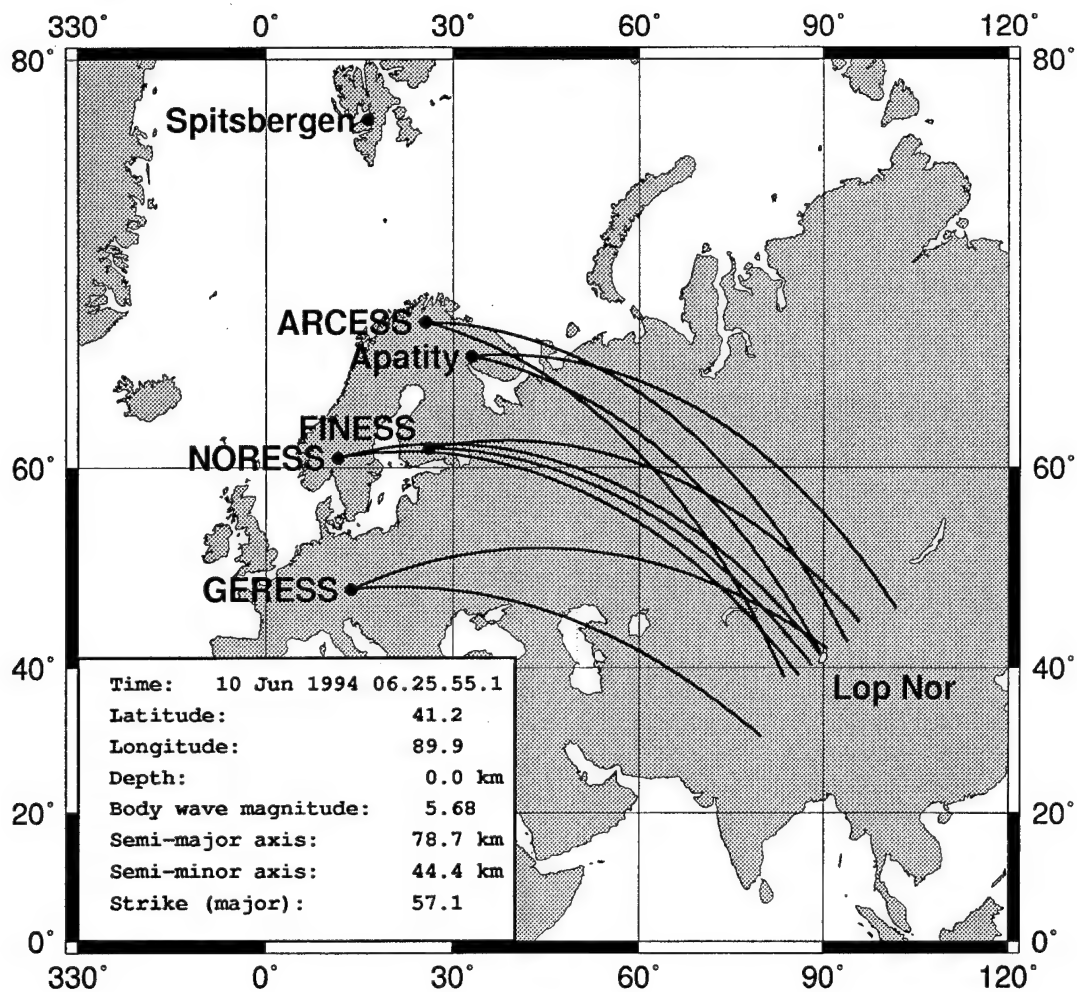 330° 0° 30° 60° 90° 120°
80° 80°
Spitsbergen
ARCESS
Apatity
FINESS
NORESS
60° 60°
GERESS
40° 40°
Lop Nor
Time: 10 Jun 1994 06.25.55.1
Latitude: 41.2
Longitude: 89.9
Depth: 0.0 km
Body wave magnitude: 5.68
Semi-major axis: 78.7 km
Semi-minor axis: 44.4 km
Strike (major): 57.1
20° 20°
0° 0°
330° 0° 30° 60° 90° 120°